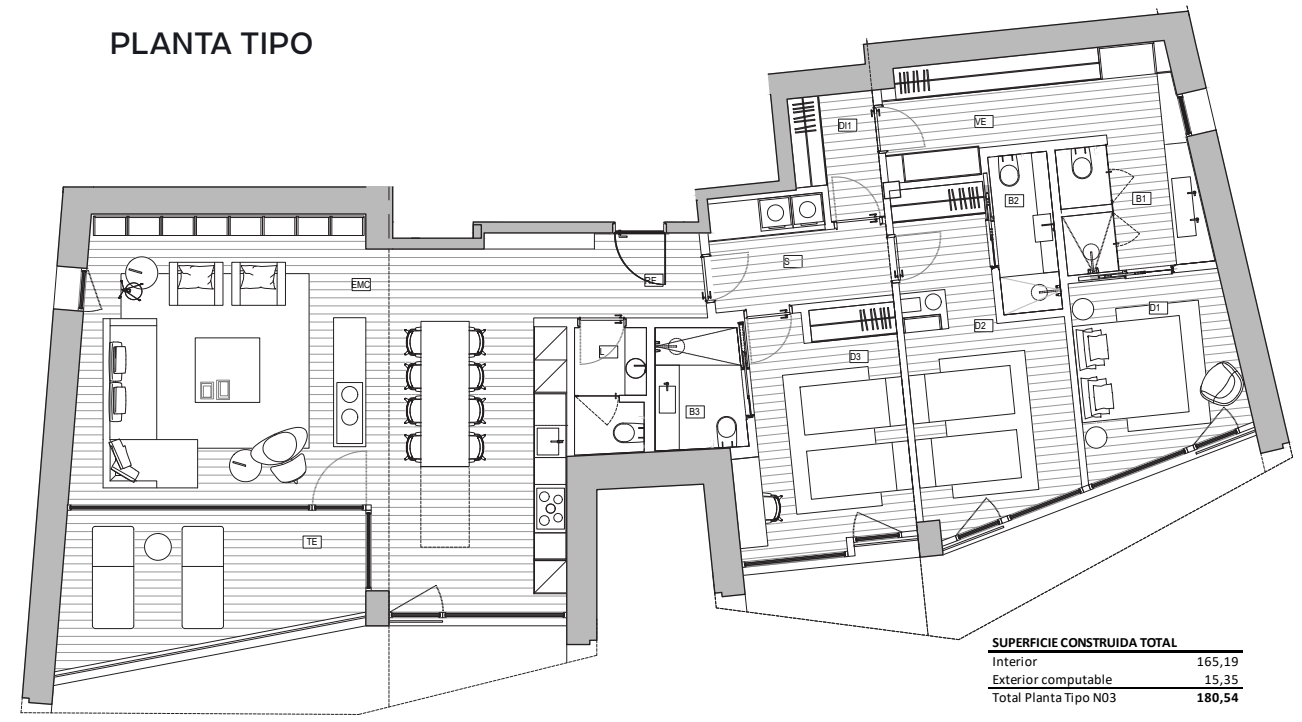 PLANTA TIPO
DI1
VE
B2
B1
S
EMC
RE
D1
D2
L
D3
B3
TE
SUPERFICIE CONSTRUIDA TOTAL
Interior 165,19
Exterior computable 15,35
Total Planta Tipo N03 180,54